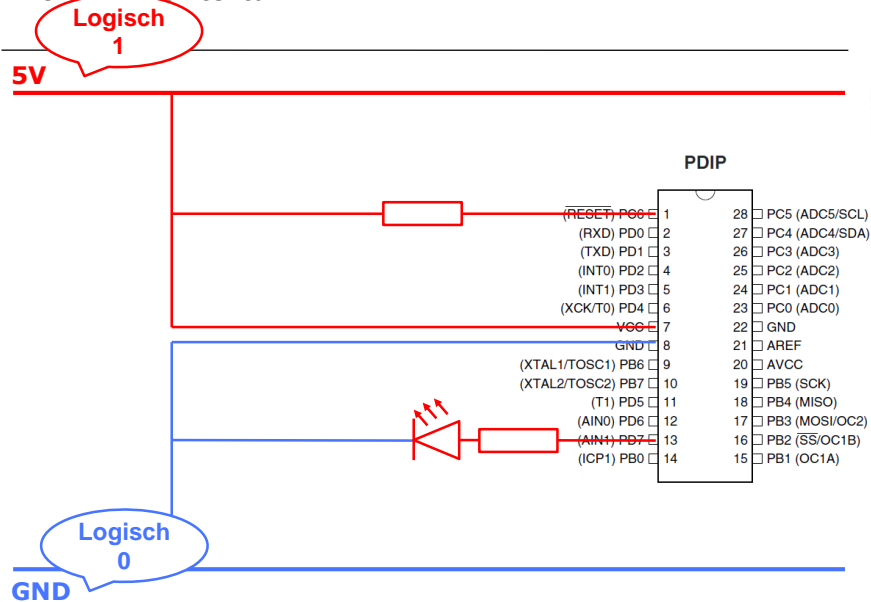 Logisch
1
5V
PDIP
(RESET) PC6 1
(RXD) PD0 2
(TXD) PD1 3
(INT0) PD2 4
(INT1) PD3 5
(XCK/T0) PD4 6
VCC 7
GND 8
(XTAL1/TOSC1) PB6 9
(XTAL2/TOSC2) PB7 10
(T1) PD5 11
(AIN0) PD6 12
(AIN1) PD7 13
(ICP1) PB0 14
28 PC5 (ADC5/SCL)
27 PC4 (ADC4/SDA)
26 PC3 (ADC3)
25 PC2 (ADC2)
24 PC1 (ADC1)
23 PC0 (ADC0)
22 GND
21 AREF
20 AVCC
19 PB5 (SCK)
18 PB4 (MISO)
17 PB3 (MOSI/OC2)
16 PB2 (SS/OC1B)
15 PB1 (OC1A)
Logisch
0
GND